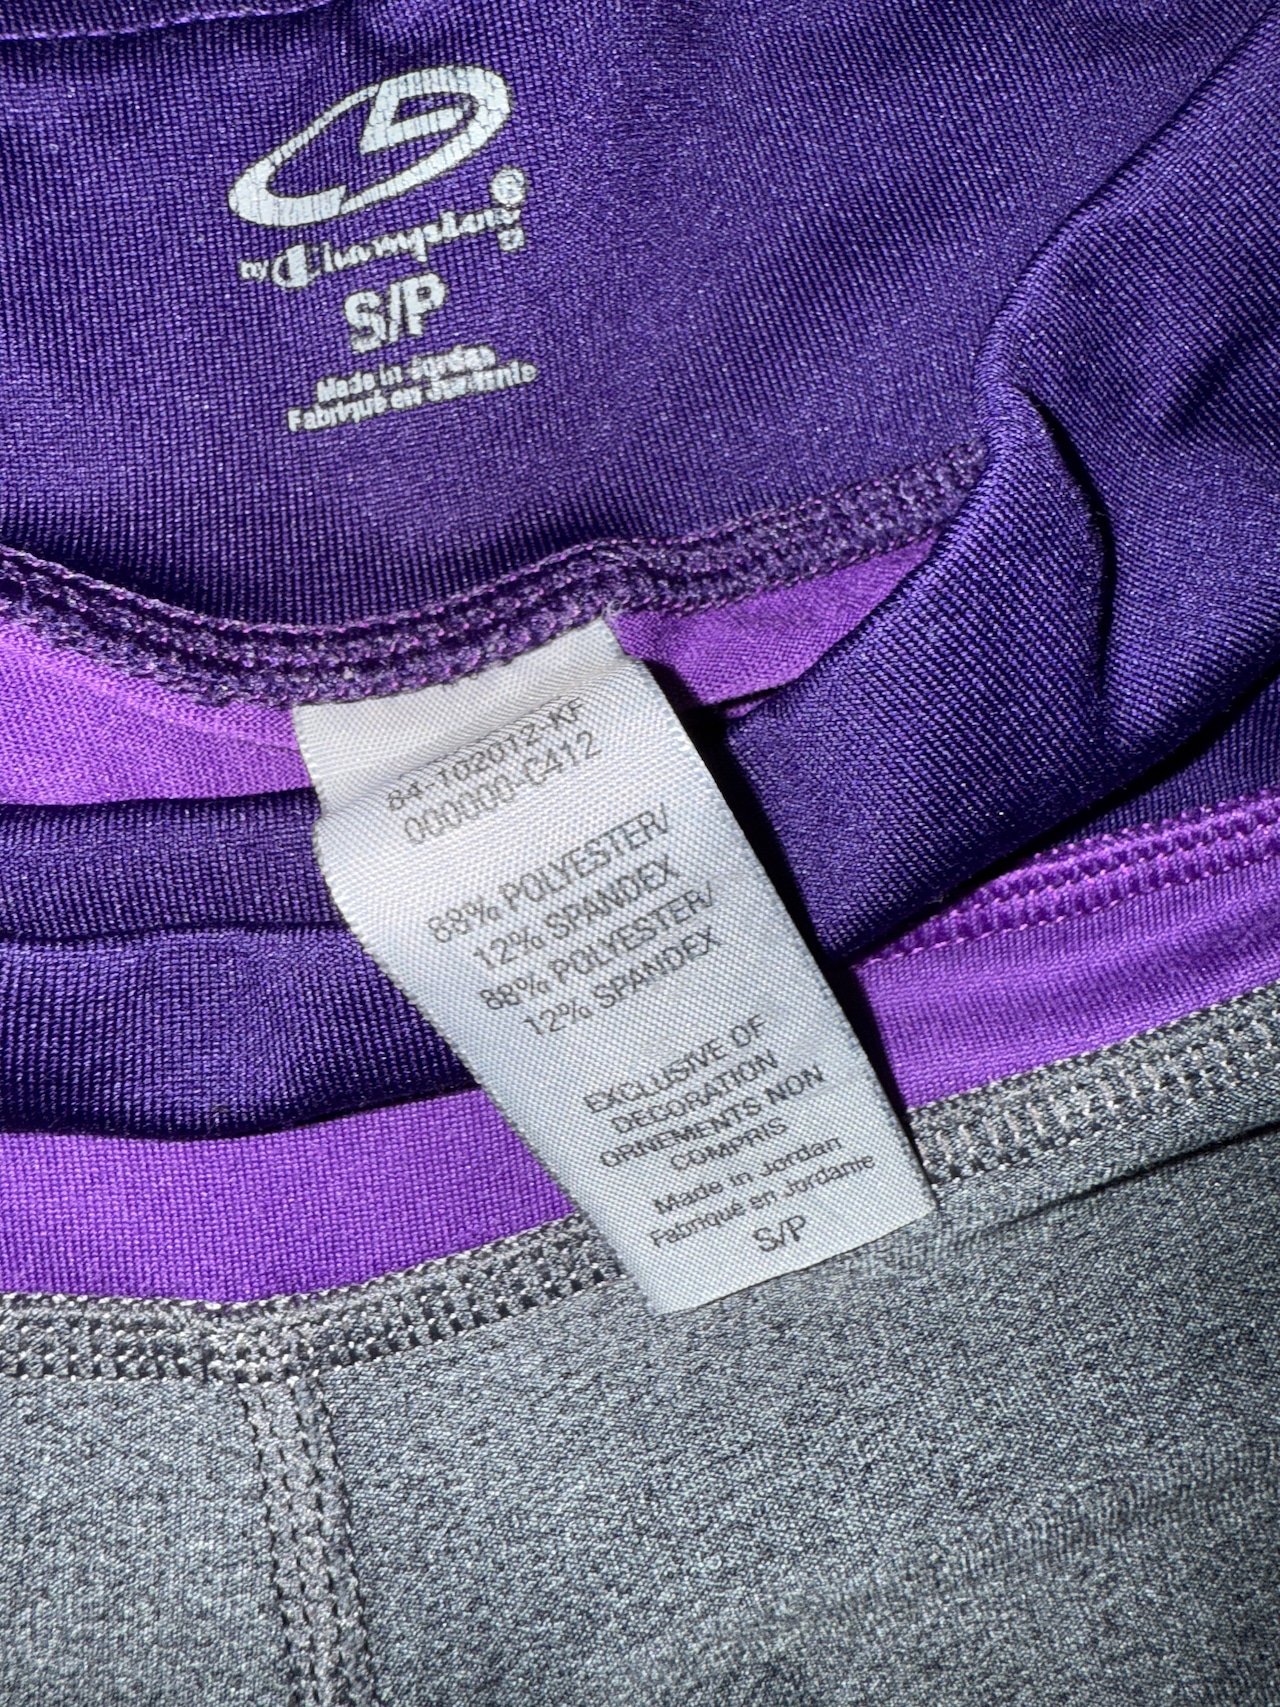 by Champion®
S/P
Made in Jordan
Fabriqué en Jordanie
84-102012-KF
000000-C412
88% POLYESTER/
12% SPANDEX
88% POLYESTER/
12% SPANDEX
EXCLUSIVE OF
DECORATION
ORNEMENTS NON
COMPRIS
Made in Jordan
Fabriqué en Jordanie
S/P